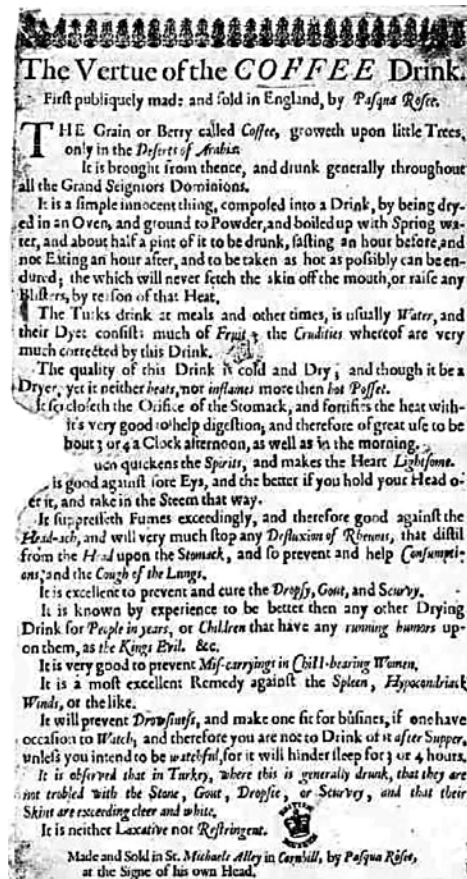 The Vertue of the COFFEE Drink.
First publiquely made and sold in England, by Pasqua Rosee.
THE Grain or Berry called Coffee, groweth upon little Trees,
only in the Deserts of Arabia.
It is brought from thence, and drunk generally throughout
all the Grand Seigniors Dominions.
It is a simple innocent thing, composed into a Drink, by being dry-
ed in an Oven, and ground to Powder, and boiled up with Spring wa-
ter, and about half a pint of it to be drunk, fasting an hour before, and
not Eating an hour after, and to be taken as hot as possibly can be en-
dured; the which will never fetch the skin off the mouth, or raise any
Blisters, by reason of that Heat.
The Turks drink at meals and other times, is usually Water, and
their Dyet consists much of Fruit, the Crudities whereof are very
much corrected by this Drink.
The quality of this Drink is cold and Dry; and though it be a
Dryer, yet it neither heats, nor inflames more then hot Posset.
It so closeth the Orifice of the Stomack, and fortifies the heat with-
it's very good to help digestion, and therefore of great use to be
bout 3 or 4 a Clock afternoon, as well as in the morning.
uch quickens the Spirits, and makes the Heart Lightsome.
is good against sore Eys, and the better if you hold your Head o-
er it, and take in the Steem that way.
It suppresseth Fumes exceedingly, and therefore good against the
Head-ach, and will very much stop any Defluxion of Rheums, that distil
from the Head upon the Stomack, and so prevent and help Consumpti-
ons; and the Cough of the Lungs.
It is excellent to prevent and cure the Dropsy, Gout, and Scurvy.
It is known by experience to be better then any other Drying
Drink for People in years, or Children that have any running humors up-
on them, as the Kings Evil. &c.
It is very good to prevent Mis-carryings in Child-bearing Women.
It is a most excellent Remedy against the Spleen, Hypocondriack
Winds, or the like.
It will prevent Drowsiness, and make one fit for busines, if one have
occasion to Watch, and therefore you are not to Drink of it after Supper,
unless you intend to be watchful, for it will hinder sleep for 3 or 4 hours.
It is observed that in Turkey, where this is generally drunk, that they are
not trobled with the Stone, Gout, Dropsie, or Scurvey, and that their
Skins are exceeding cleer and white.
It is neither Laxative nor Restringent.
BRITISH MUSEUM
Made and Sold in St. Michaels Alley in Cornhill, by Pasqua Rosee,
at the Signe of his own Head.